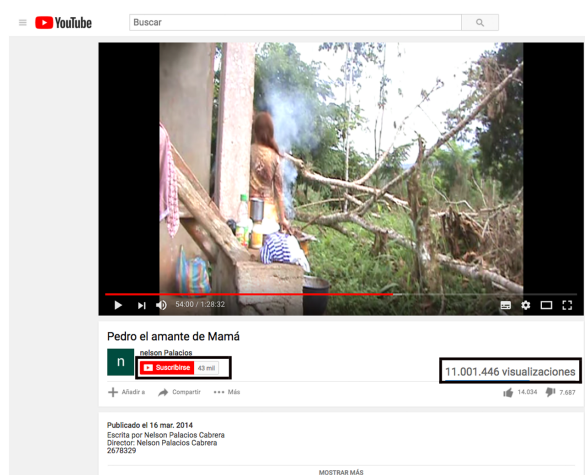 YouTube
Buscar
54:00 / 1:28:32
Pedro el amante de Mamá
n
nelson Palacios
Suscribirse 43 mil
11.001.446 visualizaciones
Añadir a Compartir Más
14.034 7.687
Publicado el 16 mar. 2014
Escrita por Nelson Palacios Cabrera
Director: Nelson Palacios Cabrera
2678329
MOSTRAR MÁS